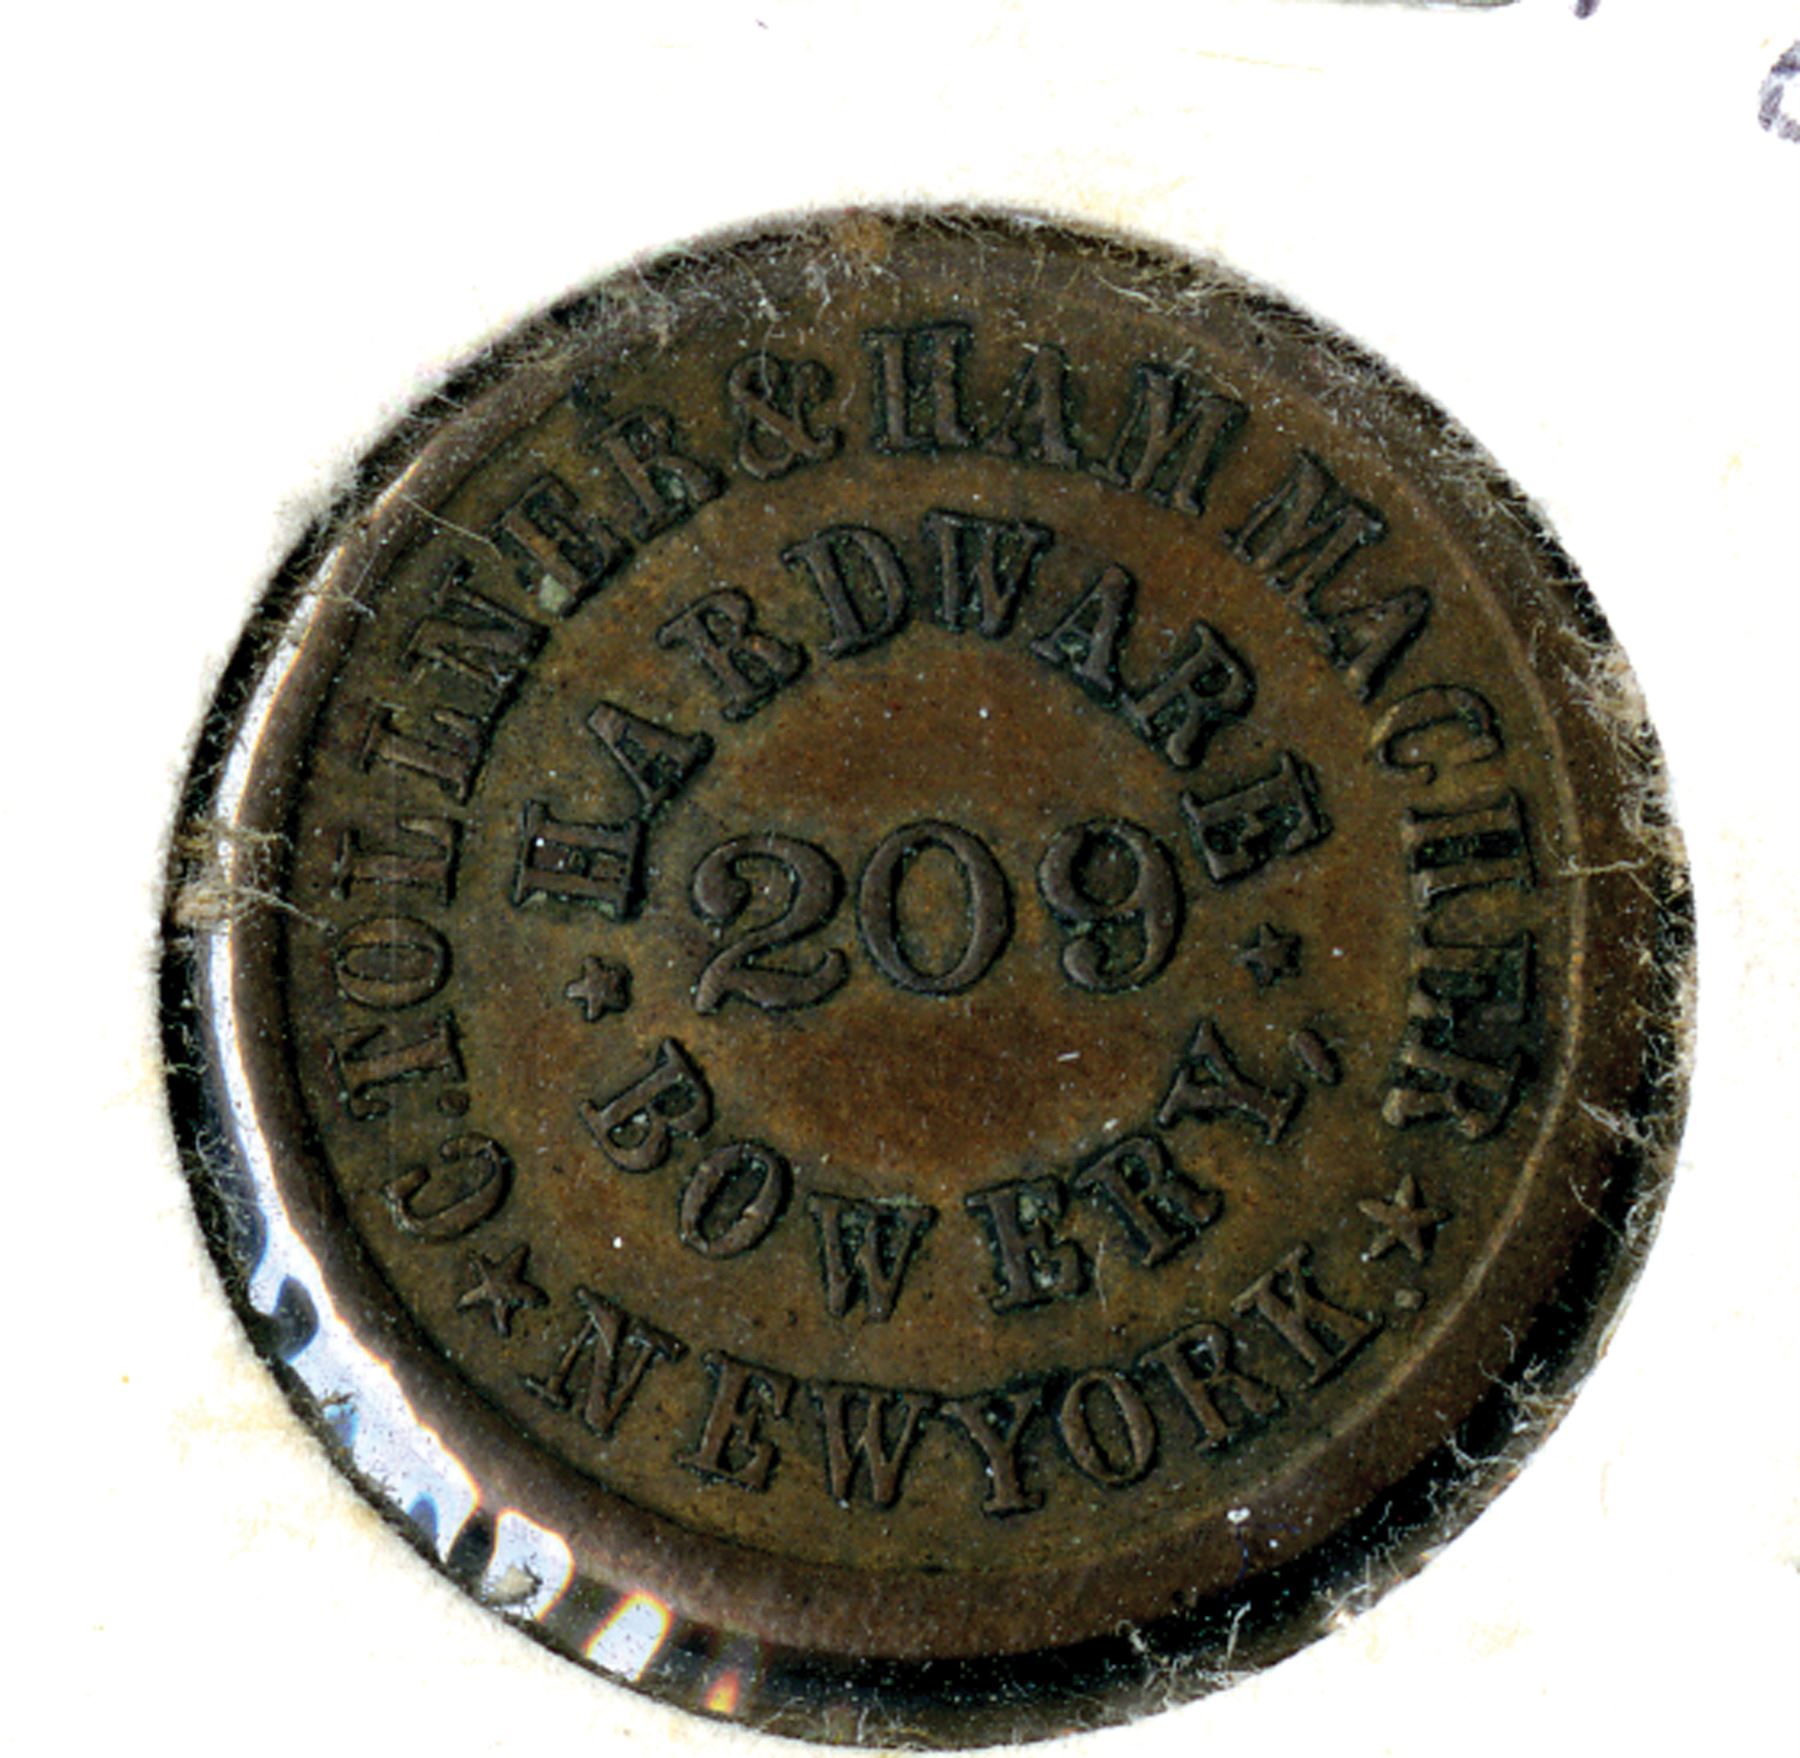 C. TOLLNER & HAMMACHER
HARDWARE
209
BOWERY.
NEW YORK.